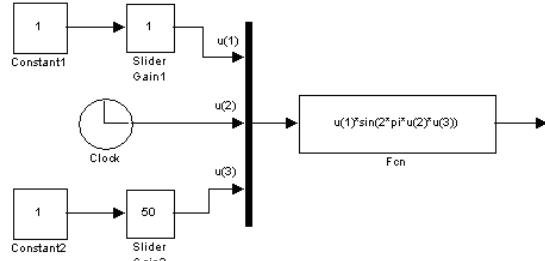 1
Constant1
1
Slider
Gain1
u(1)
u(2)
Clock
u(3)
1
Constant2
50
Slider
u(1)*sin(2*pi*u(2)*u(3))
Fcn